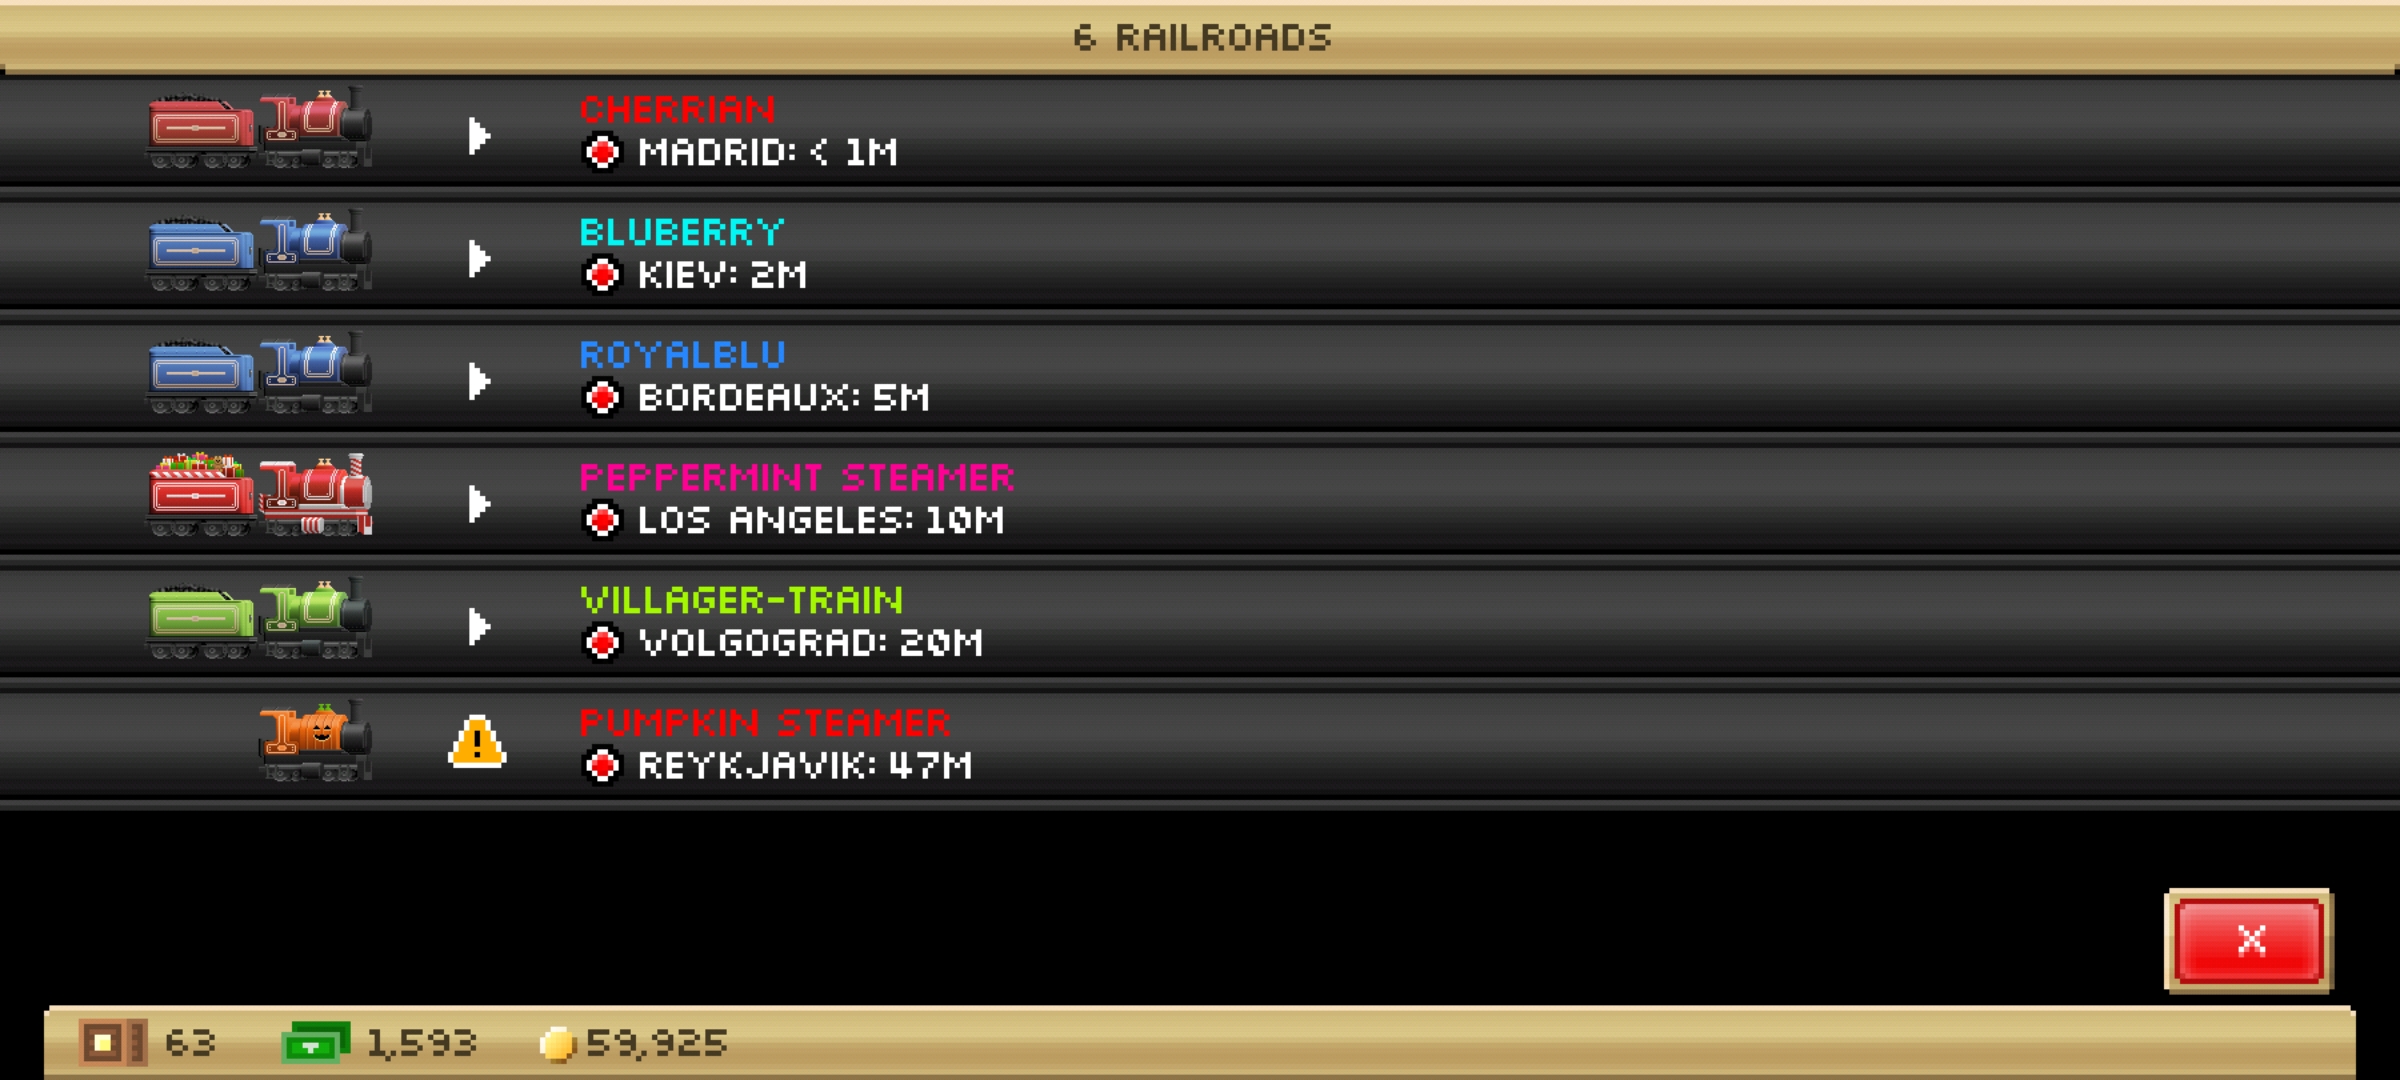 6 RAILROADS
CHERRIAN
MADRID: < 1M
BLUBERRY
KIEV: 2M
ROYALBLU
BORDEAUX: 5M
PEPPERMINT STEAMER
LOS ANGELES: 10M
VILLAGER-TRAIN
VOLGOGRAD: 20M
PUMPKIN STEAMER
REYKJAVIK: 47M
X
63 1,593 59,925